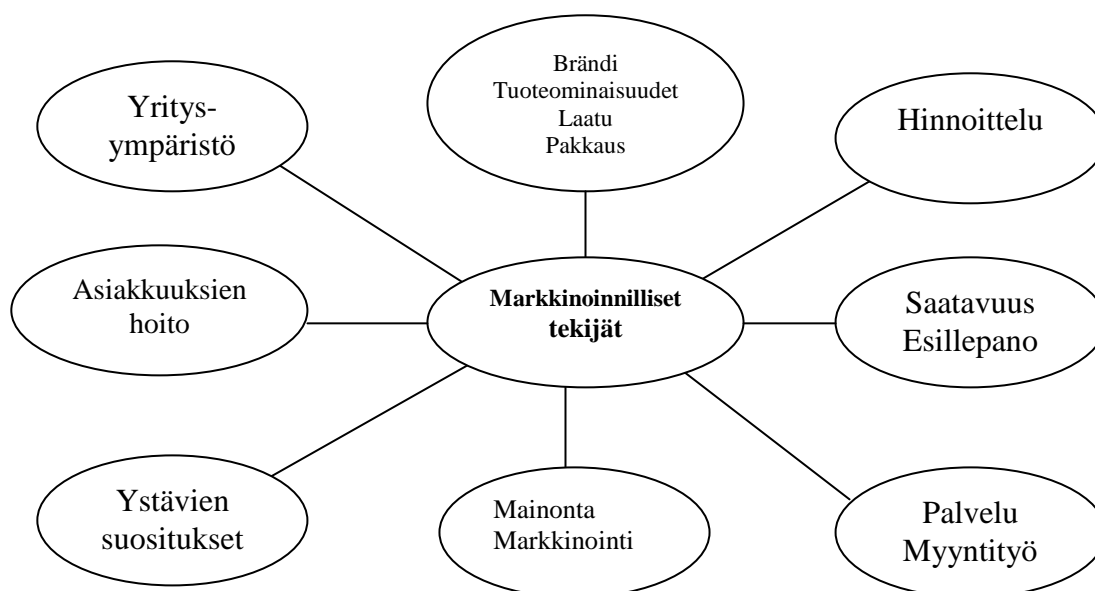 Brändi
Tuoteominaisuudet
Laatu
Pakkaus
Yritys-
ympäristö
Hinnoittelu
Asiakkuuksien
hoito
Markkinoinnilliset
tekijät
Saatavuus
Esillepano
Ystävien
suositukset
Mainonta
Markkinointi
Palvelu
Myyntityö